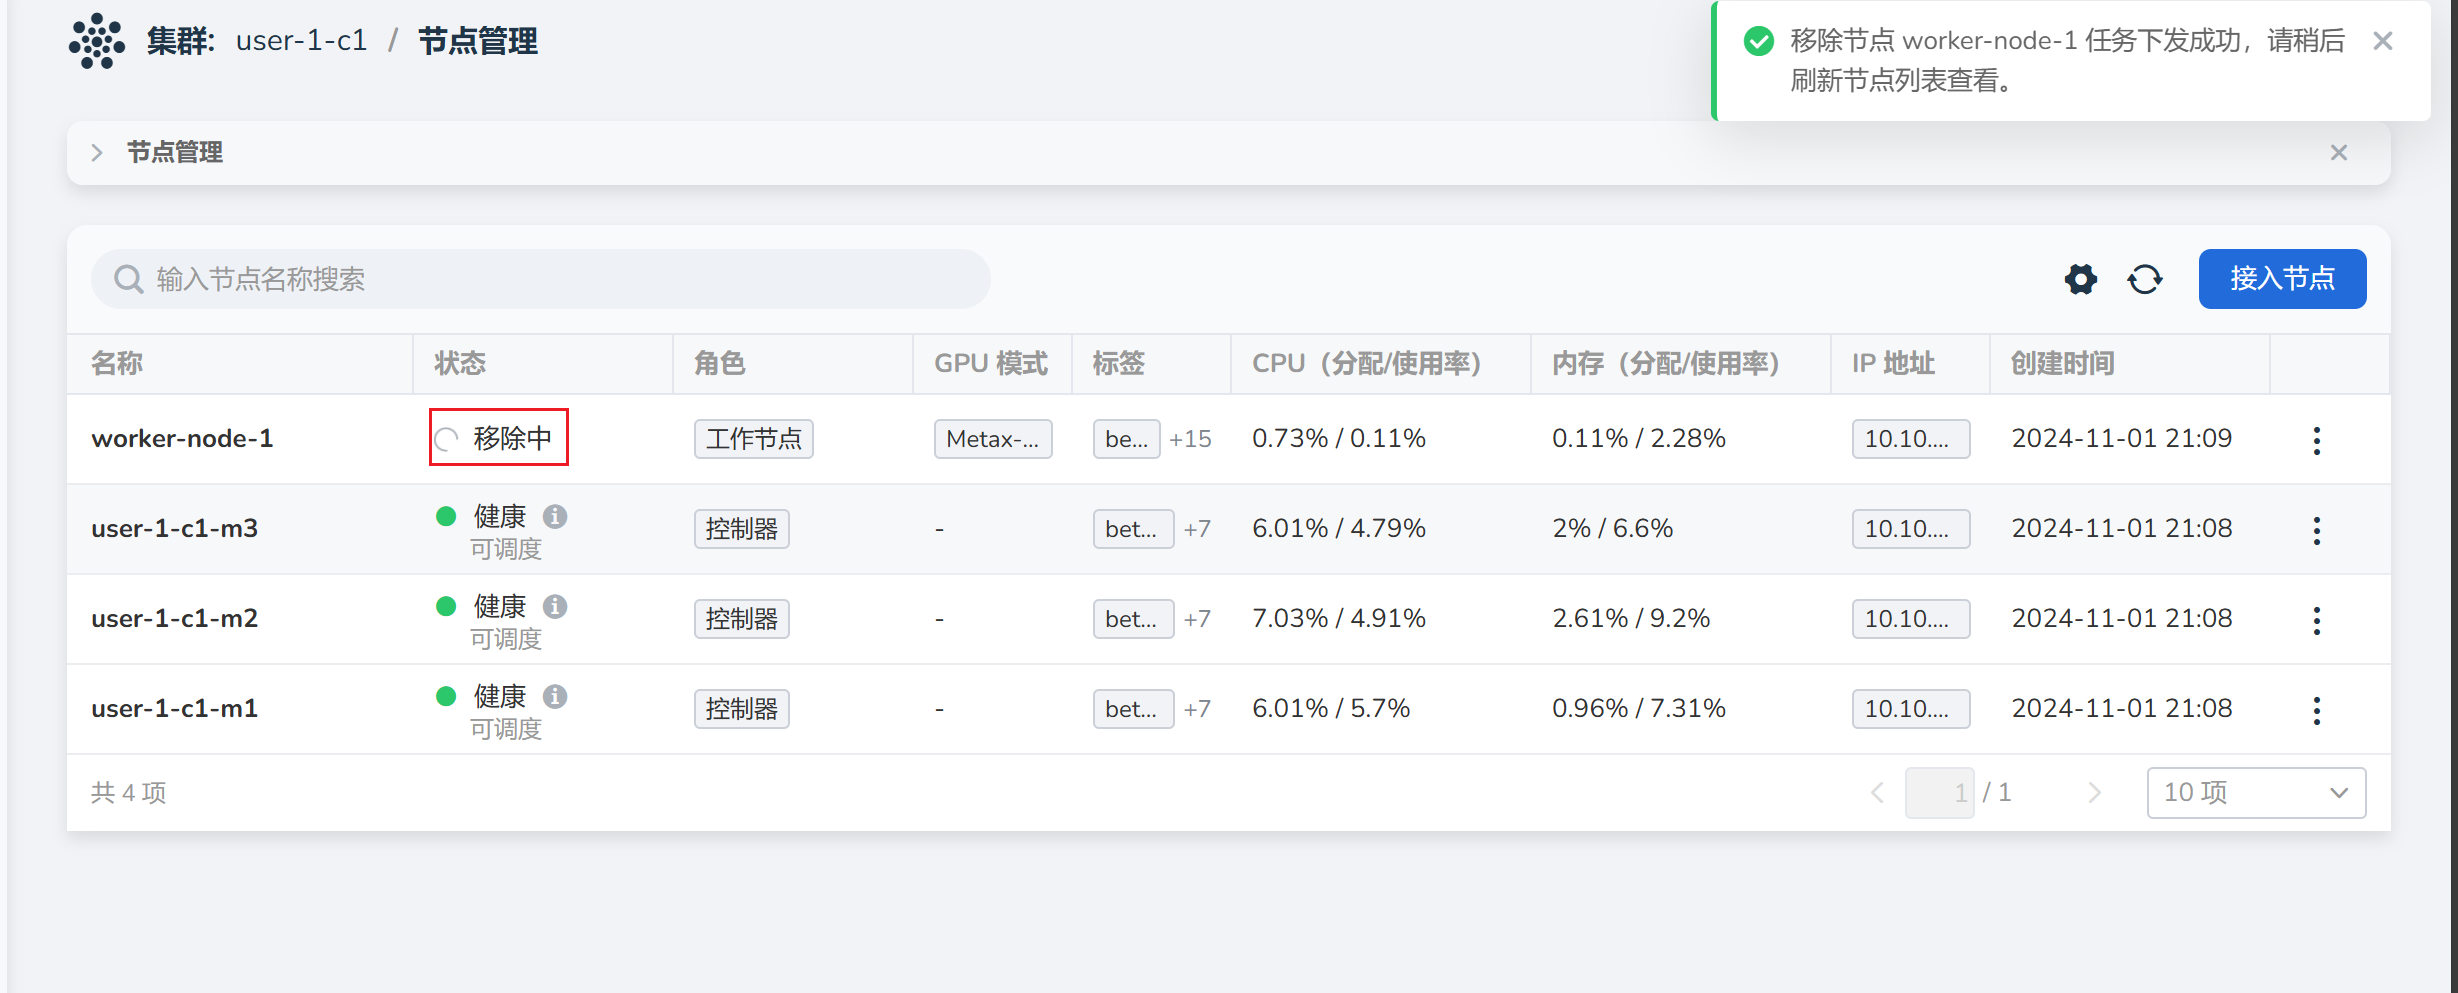 集群: user-1-c1 / 节点管理
移除节点 worker-node-1 任务下发成功，请稍后
刷新节点列表查看。
节点管理
输入节点名称搜索
接入节点
名称 状态 角色 GPU 模式 标签 CPU（分配/使用率） 内存（分配/使用率） IP 地址 创建时间
worker-node-1 移除中 工作节点 Metax-... be... +15 0.73% / 0.11% 0.11% / 2.28% 10.10.... 2024-11-01 21:09
user-1-c1-m3 健康 控制器 - bet... +7 6.01% / 4.79% 2% / 6.6% 10.10.... 2024-11-01 21:08
可调度
user-1-c1-m2 健康 控制器 - bet... +7 7.03% / 4.91% 2.61% / 9.2% 10.10.... 2024-11-01 21:08
可调度
user-1-c1-m1 健康 控制器 - bet... +7 6.01% / 5.7% 0.96% / 7.31% 10.10.... 2024-11-01 21:08
可调度
共 4 项 1 / 1 10 项